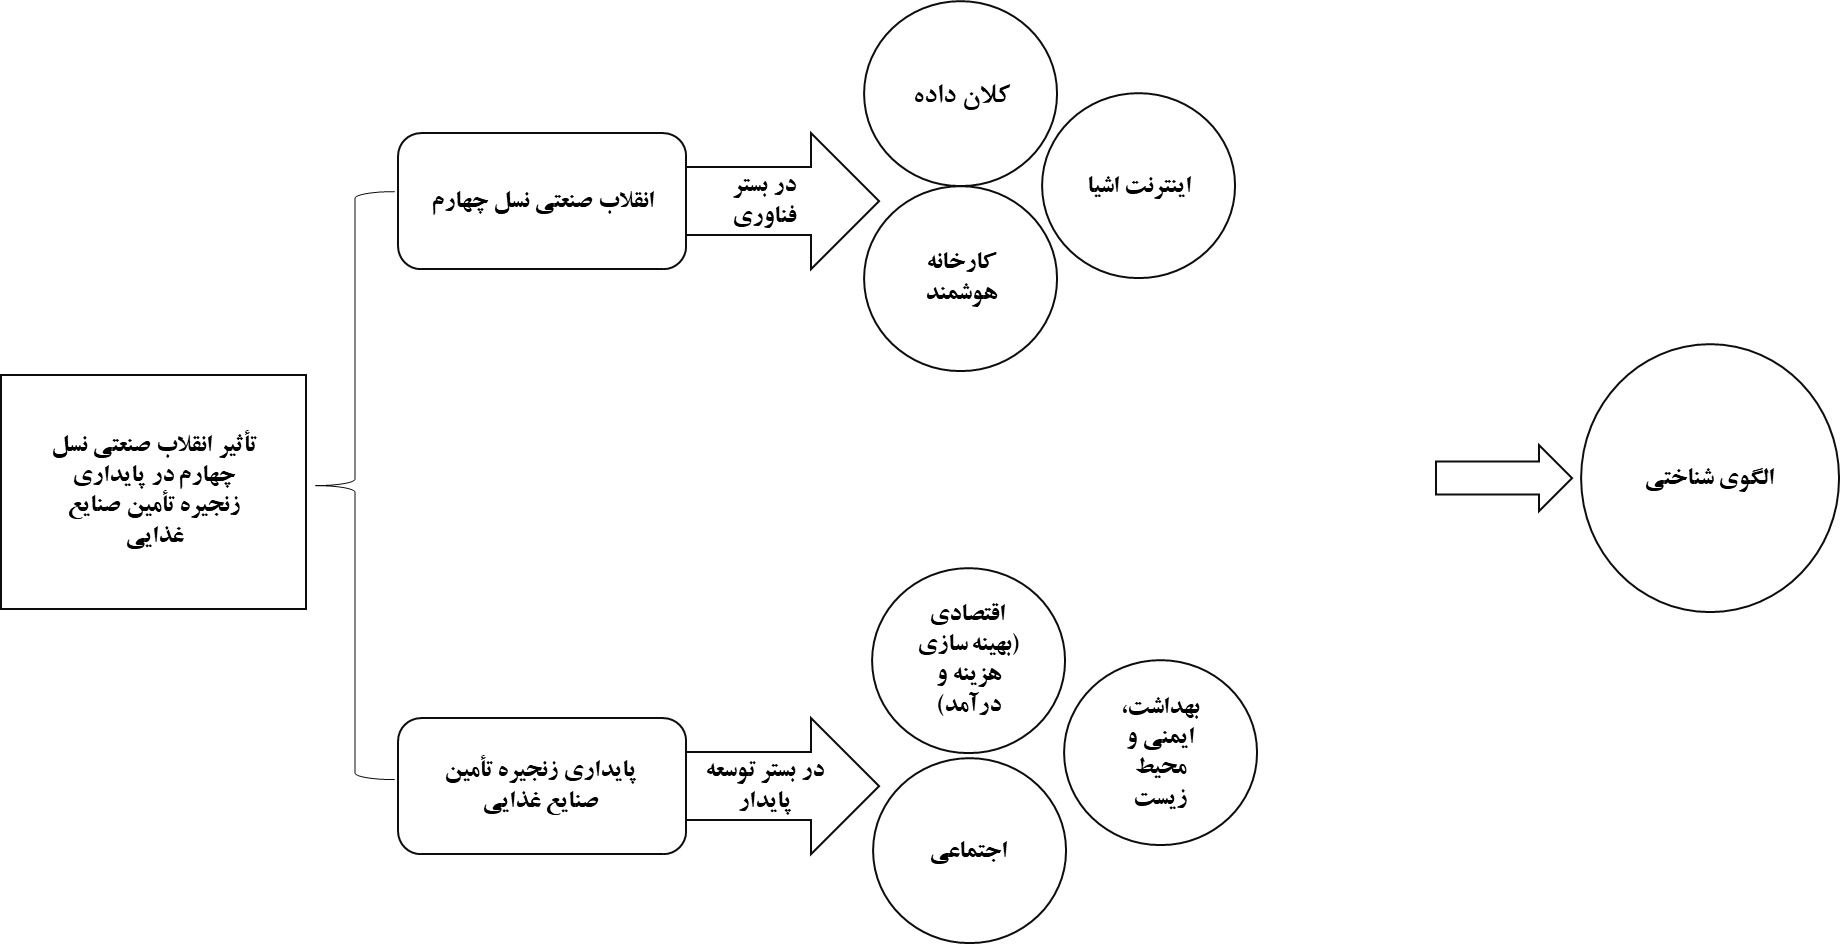 تأثیر انقلاب صنعتی نسل
چهارم در پایداری
زنجیره تأمین صنایع
غذایی
انقلاب صنعتی نسل چهارم
در بستر
فناوری
کلان داده
اینترنت اشیا
کارخانه
هوشمند
پایداری زنجیره تأمین
صنایع غذایی
در بستر توسعه
پایدار
اقتصادی
(بهینه سازی
هزینه و
درآمد)
بهداشت،
ایمنی و
محیط
زیست
اجتماعی
الگوی شناختی